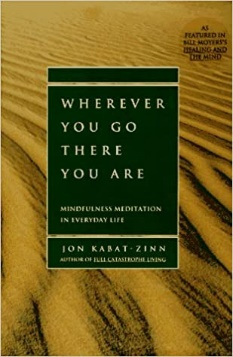 AS
FEATURED IN
BILL MOYERS'S
HEALING AND
THE MIND
WHEREVER
YOU GO
THERE
YOU ARE
MINDFULNESS MEDITATION
IN EVERYDAY LIFE
JON KABAT-ZINN
AUTHOR OF FULL CATASTROPHE LIVING